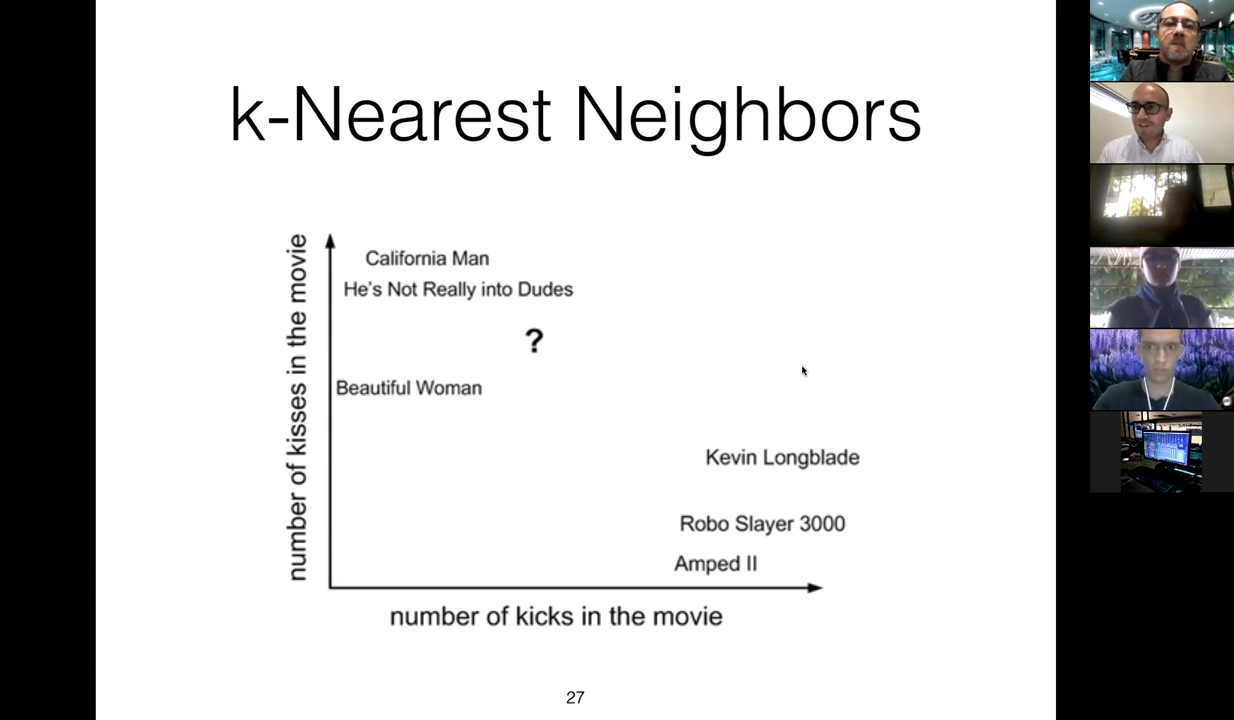 k-Nearest Neighbors
number of kisses in the movie
California Man
He's Not Really into Dudes
?
Beautiful Woman
Kevin Longblade
Robo Slayer 3000
Amped II
number of kicks in the movie
27